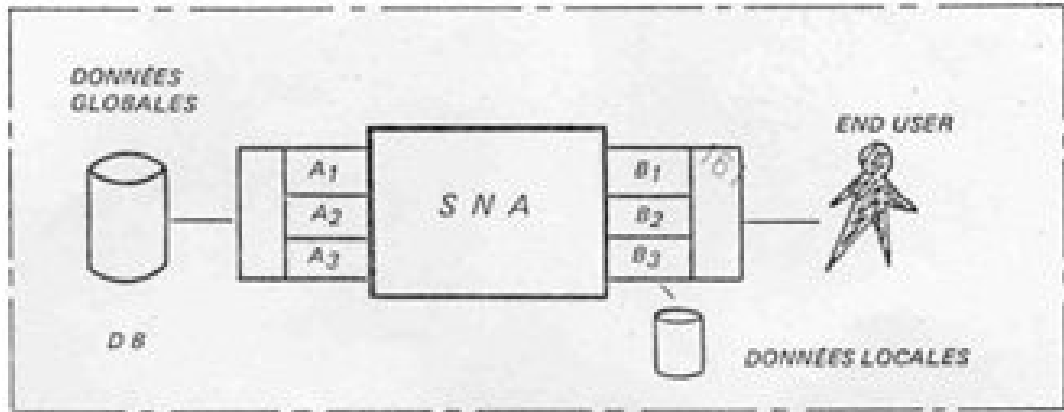 DONNÉES
GLOBALES
END USER
A1
A2
A3
S N A
B1
B2
B3
D B
DONNÉES LOCALES